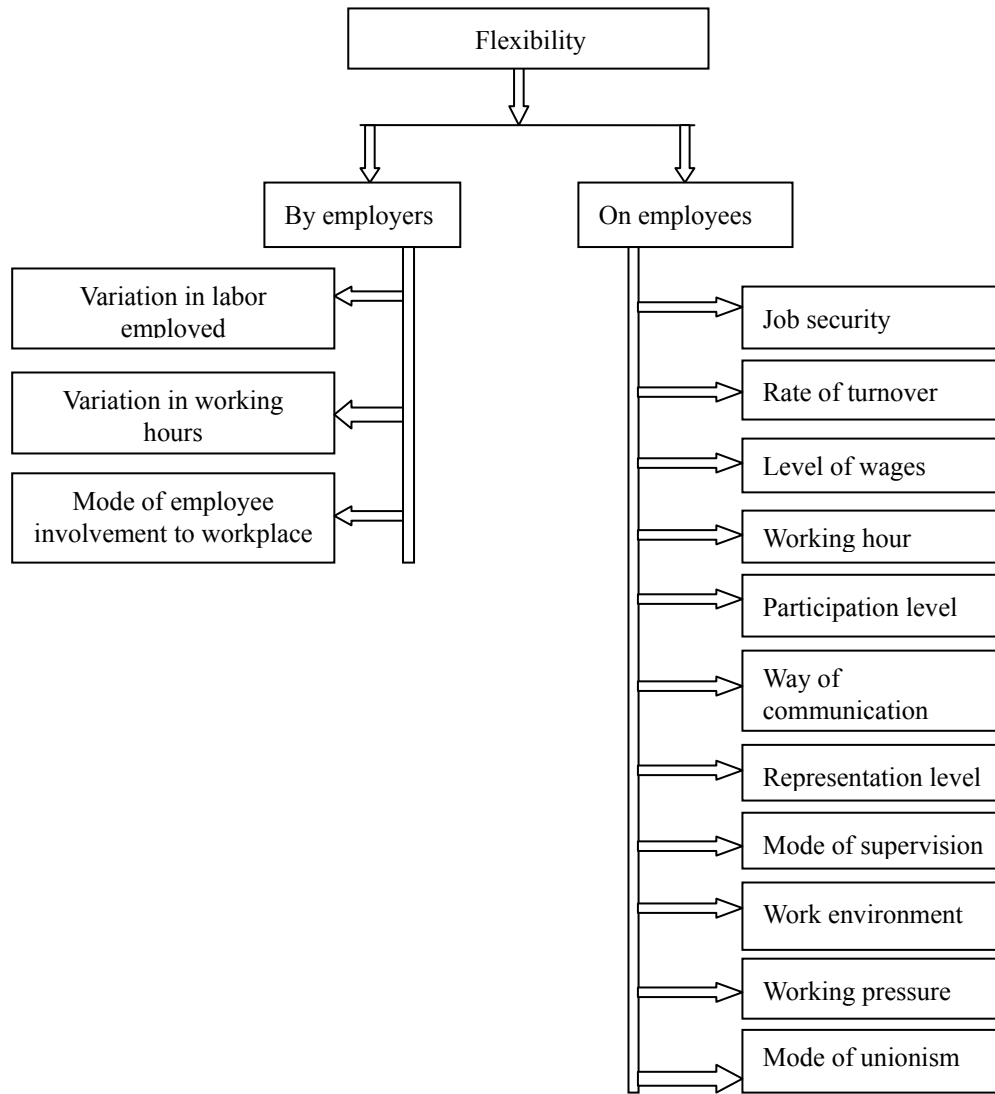 Flexibility
By employers
On employees
Variation in labor
employed
Variation in working
hours
Mode of employee
involvement to workplace
Job security
Rate of turnover
Level of wages
Working hour
Participation level
Way of
communication
Representation level
Mode of supervision
Work environment
Working pressure
Mode of unionism